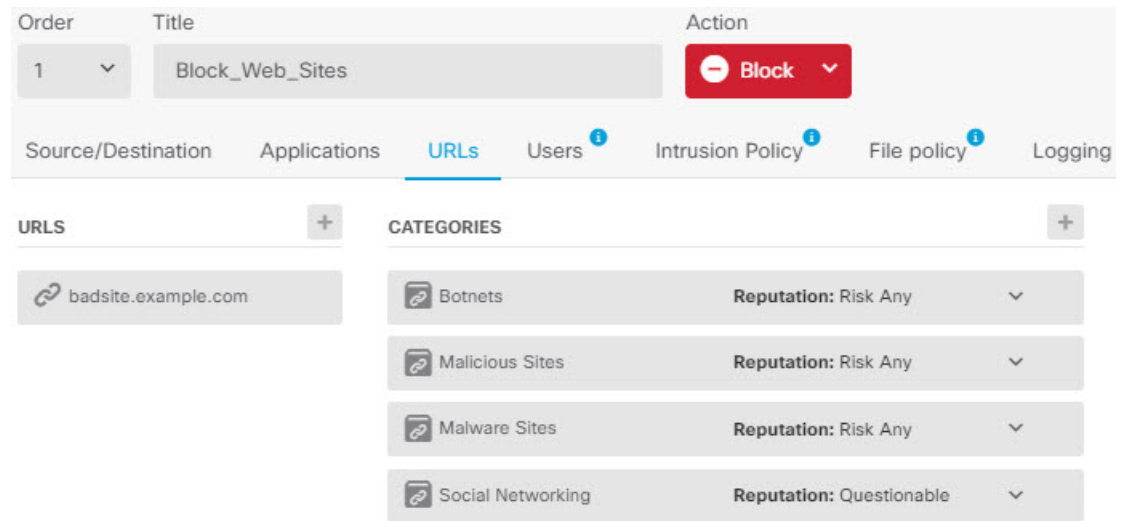 Order Title Action
1 Block_Web_Sites Block
Source/Destination Applications URLs Users Intrusion Policy File policy Logging
URLS CATEGORIES
badsite.example.com Botnets Reputation: Risk Any
Malicious Sites Reputation: Risk Any
Malware Sites Reputation: Risk Any
Social Networking Reputation: Questionable